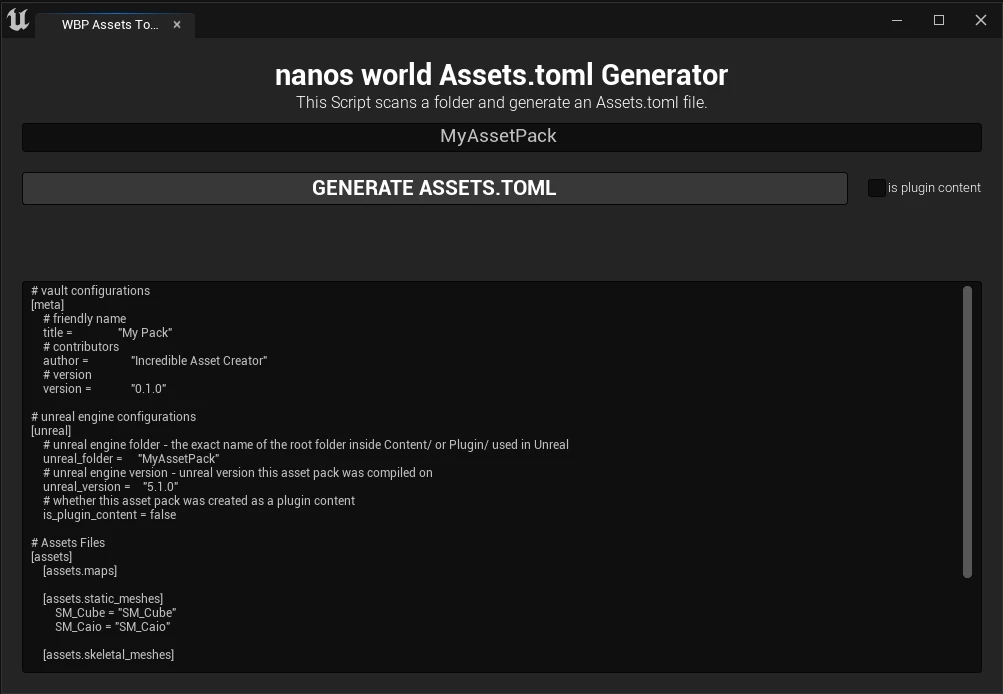 WBP Assets To...
nanos world Assets.toml Generator
This Script scans a folder and generate an Assets.toml file.
MyAssetPack
GENERATE ASSETS.TOML
is plugin content
# vault configurations
[meta]
# friendly name
title = "My Pack"
# contributors
author = "Incredible Asset Creator"
# version
version = "0.1.0"
# unreal engine configurations
[unreal]
# unreal engine folder - the exact name of the root folder inside Content/ or Plugin/ used in Unreal
unreal_folder = "MyAssetPack"
# unreal engine version - unreal version this asset pack was compiled on
unreal_version = "5.1.0"
# whether this asset pack was created as a plugin content
is_plugin_content = false
# Assets Files
[assets]
[assets.maps]
[assets.static_meshes]
SM_Cube = "SM_Cube"
SM_Caio = "SM_Caio"
[assets.skeletal_meshes]